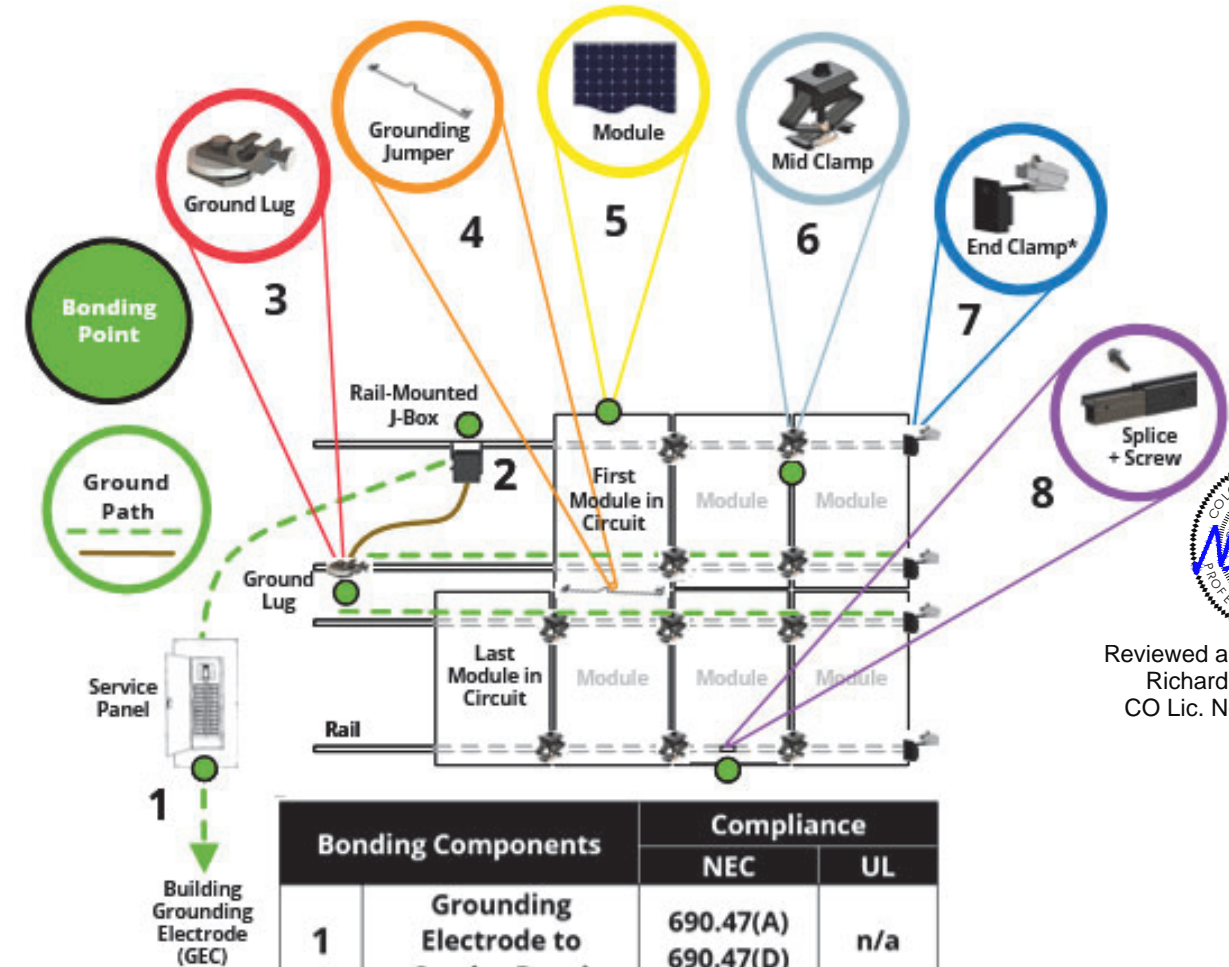 Grounding
Jumper
4
Module
5
Mid Clamp
6
Ground Lug
3
End Clamp*
7
Bonding
Point
Ground
Path
Rail-Mounted
J-Box
2
Splice
+ Screw
8
First
Module in
Circuit
Module
Module
Ground
Lug
Last
Module in
Circuit
Module
Module
Module
Service
Panel
Rail
1
Building
Grounding
Electrode
(GEC)
Reviewed a
Richard
CO Lic. N
Bonding Components
Compliance
NEC
UL
1
Grounding
Electrode to
690.47(A)
690.47(D)
n/a